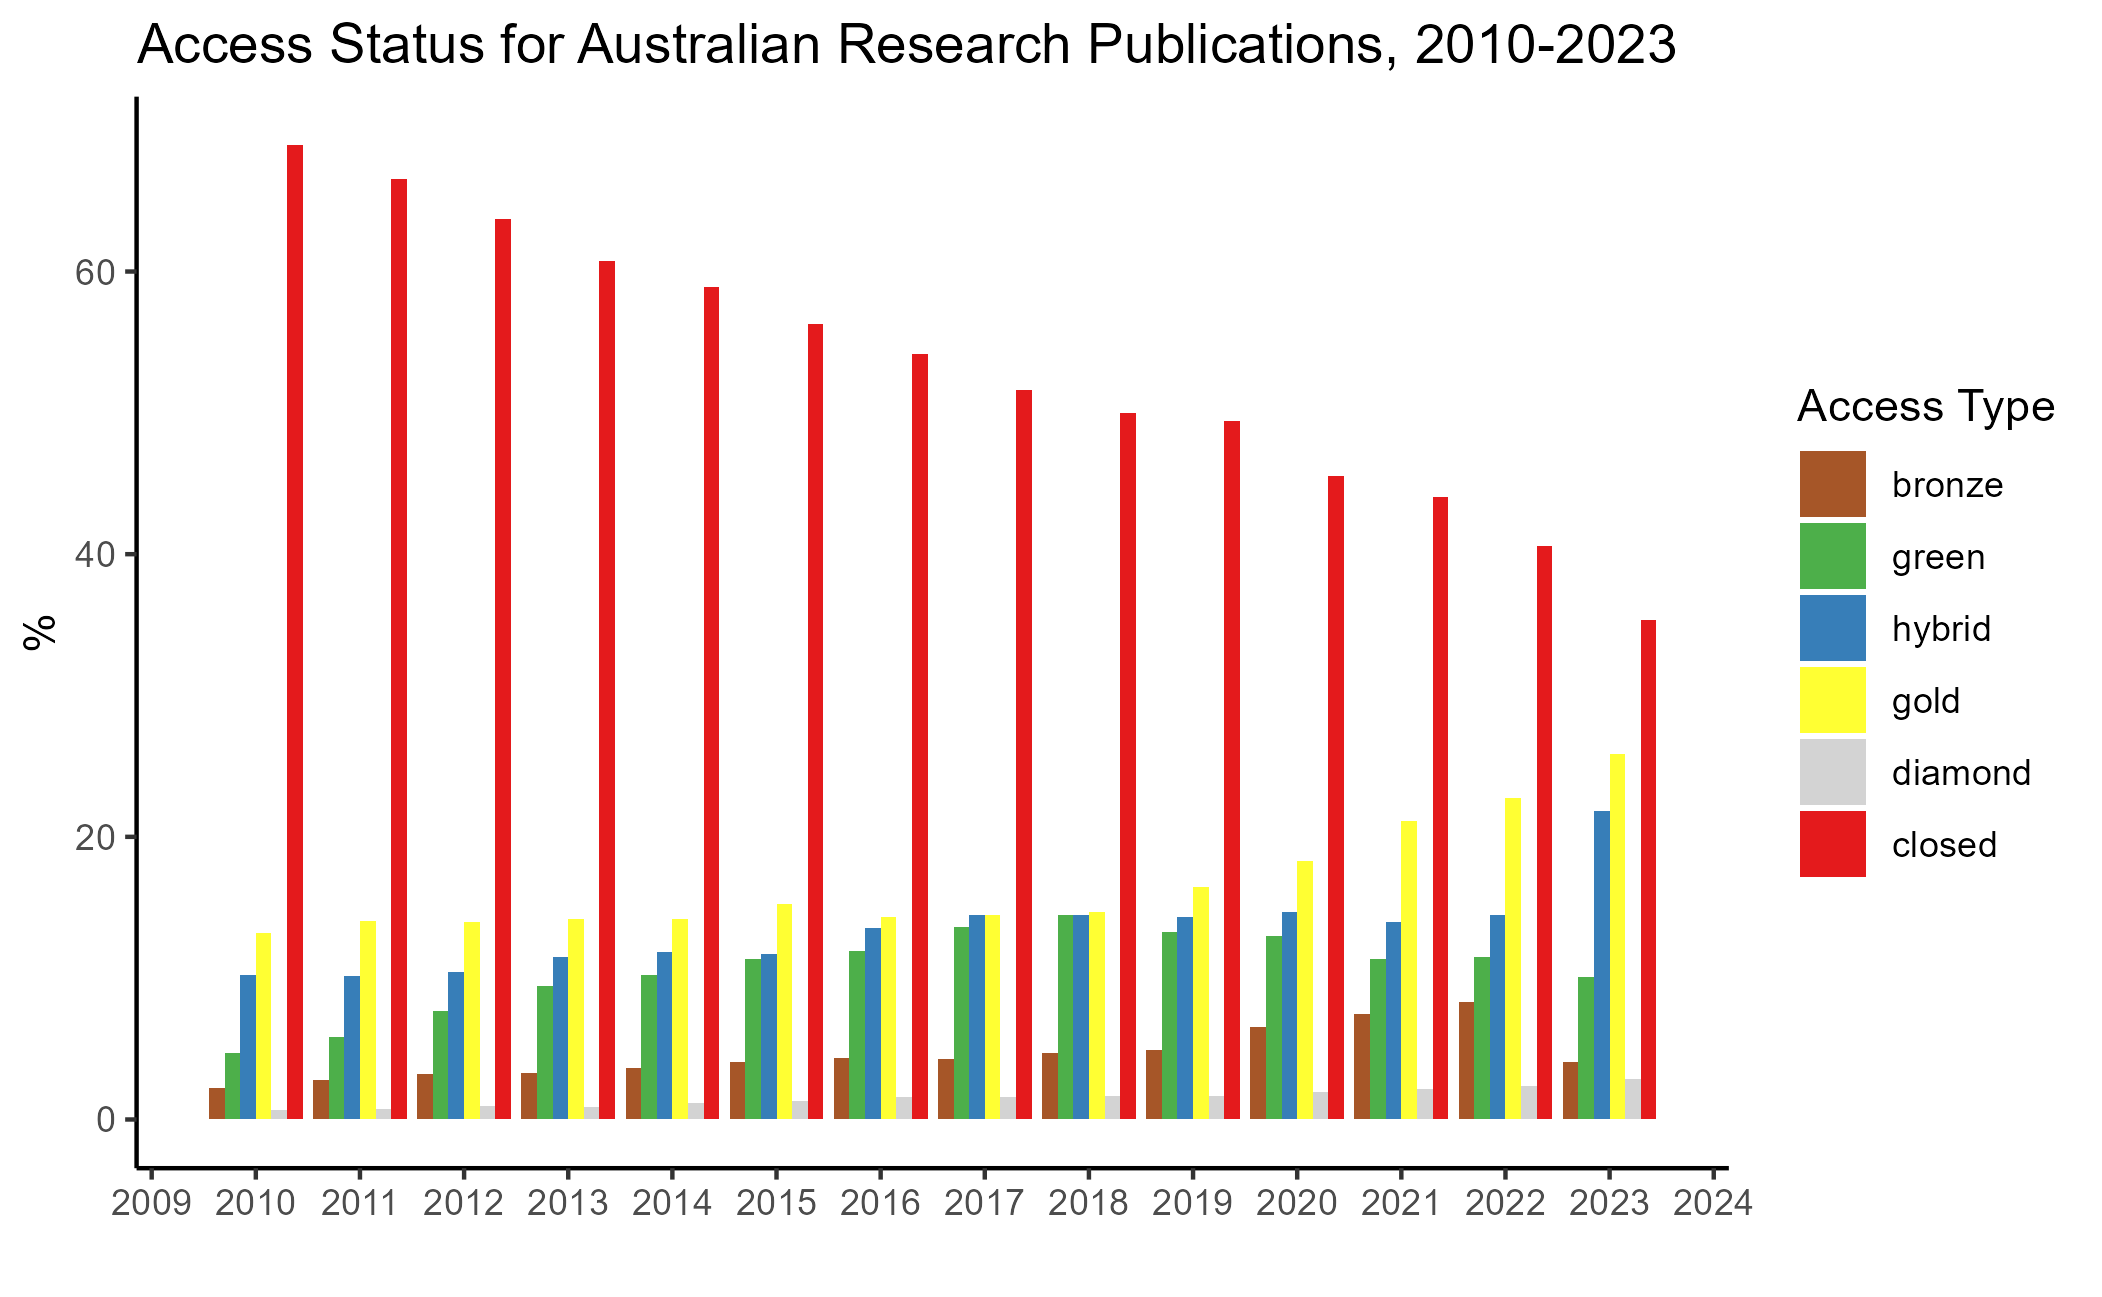 Access Status for Australian Research Publications, 2010-2023
60
40
20
0
%
2009 2010 2011 2012 2013 2014 2015 2016 2017 2018 2019 2020 2021 2022 2023 2024
Access Type
bronze
green
hybrid
gold
diamond
closed